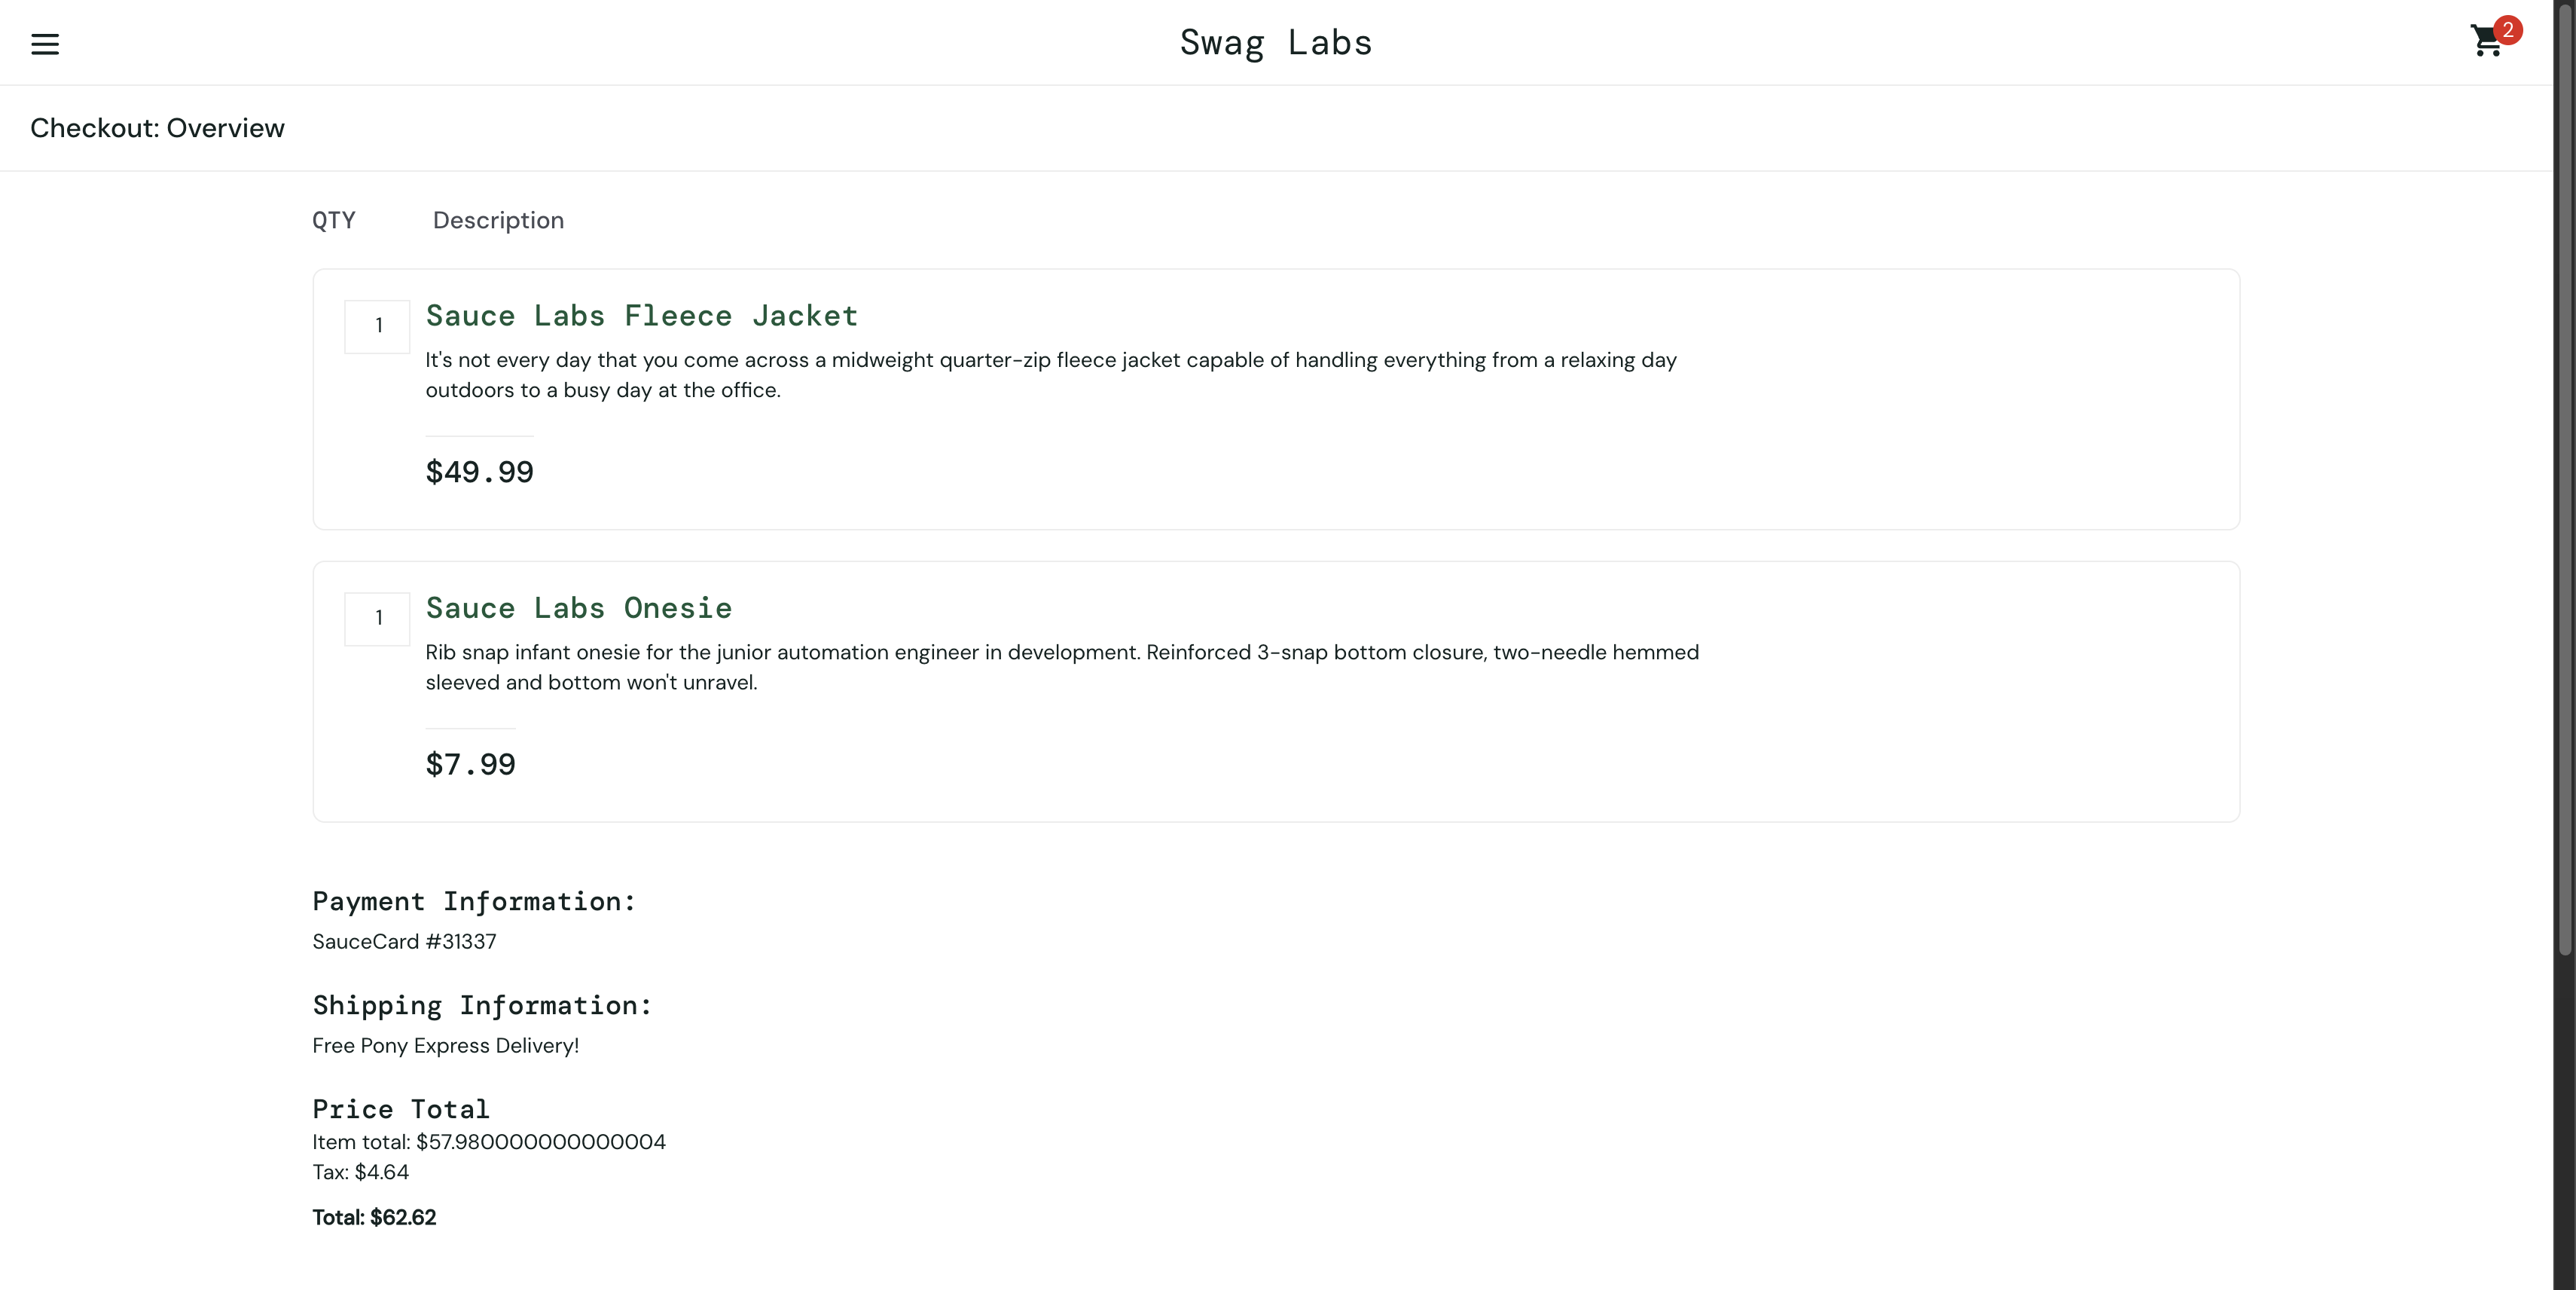 Swag Labs
2
Checkout: Overview
QTY Description
1
Sauce Labs Fleece Jacket
It's not every day that you come across a midweight quarter-zip fleece jacket capable of handling everything from a relaxing day
outdoors to a busy day at the office.
$49.99
1
Sauce Labs Onesie
Rib snap infant onesie for the junior automation engineer in development. Reinforced 3-snap bottom closure, two-needle hemmed
sleeved and bottom won't unravel.
$7.99
Payment Information:
SauceCard #31337
Shipping Information:
Free Pony Express Delivery!
Price Total
Item total: $57.980000000000004
Tax: $4.64
Total: $62.62